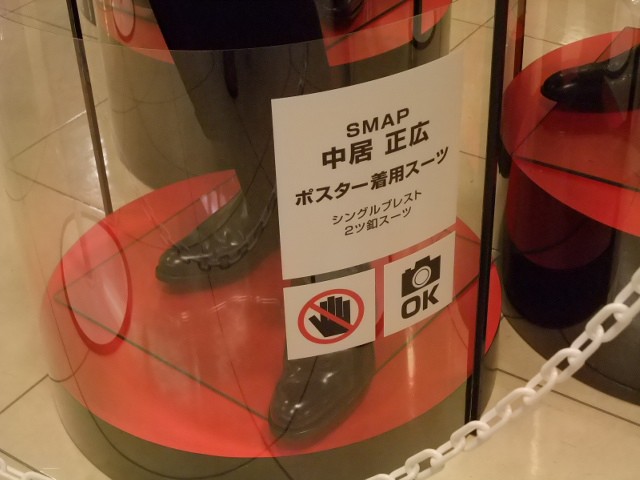 SMAP
中居 正広
ポスター着用スーツ
シングルブレスト
2ツ釦スーツ
OK